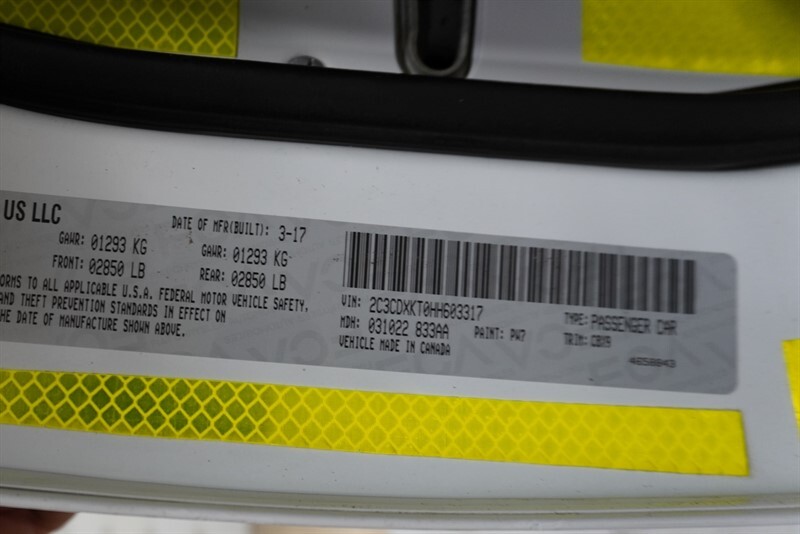 US LLC
DATE OF MFR(BUILT): 3-17
GAWR: 01293 KG
GAWR: 01293 KG
FRONT: 02850 LB
REAR: 02850 LB
ORMS TO ALL APPLICABLE U.S.A. FEDERAL MOTOR VEHICLE SAFETY,
AND THEFT PREVENTION STANDARDS IN EFFECT ON
THE DATE OF MANUFACTURE SHOWN ABOVE.
VIN: 2C3CDXKT0HH603317
TYPE: PASSENGER CAR
MDH: 031022 833AA
PAINT: PW7
TRIM: CBX9
VEHICLE MADE IN CANADA